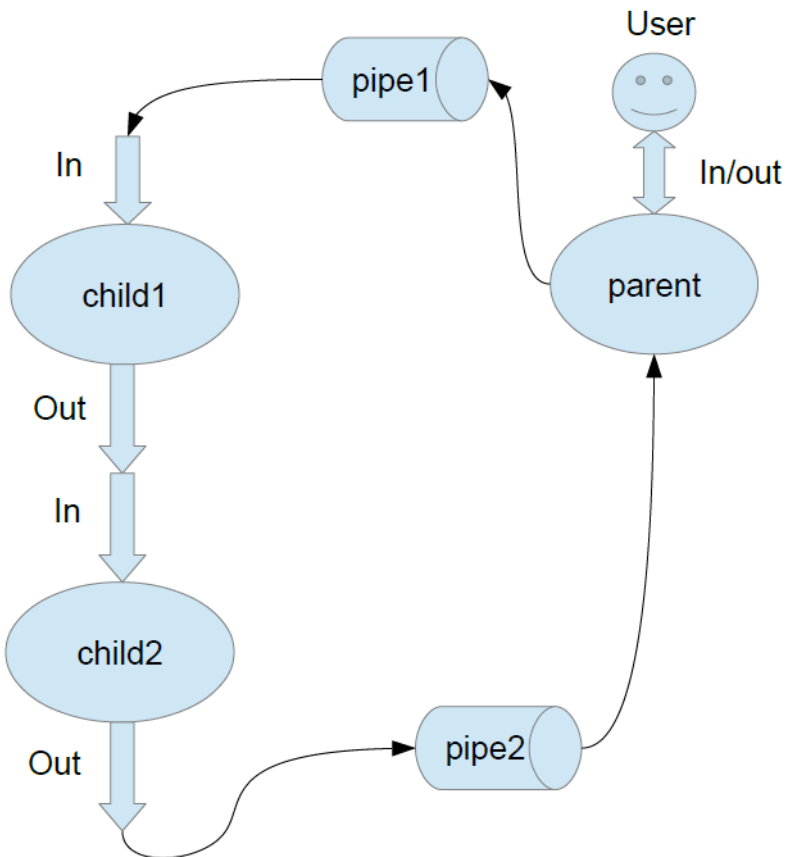 User
pipe1
In
In/out
child1
parent
Out
In
child2
pipe2
Out